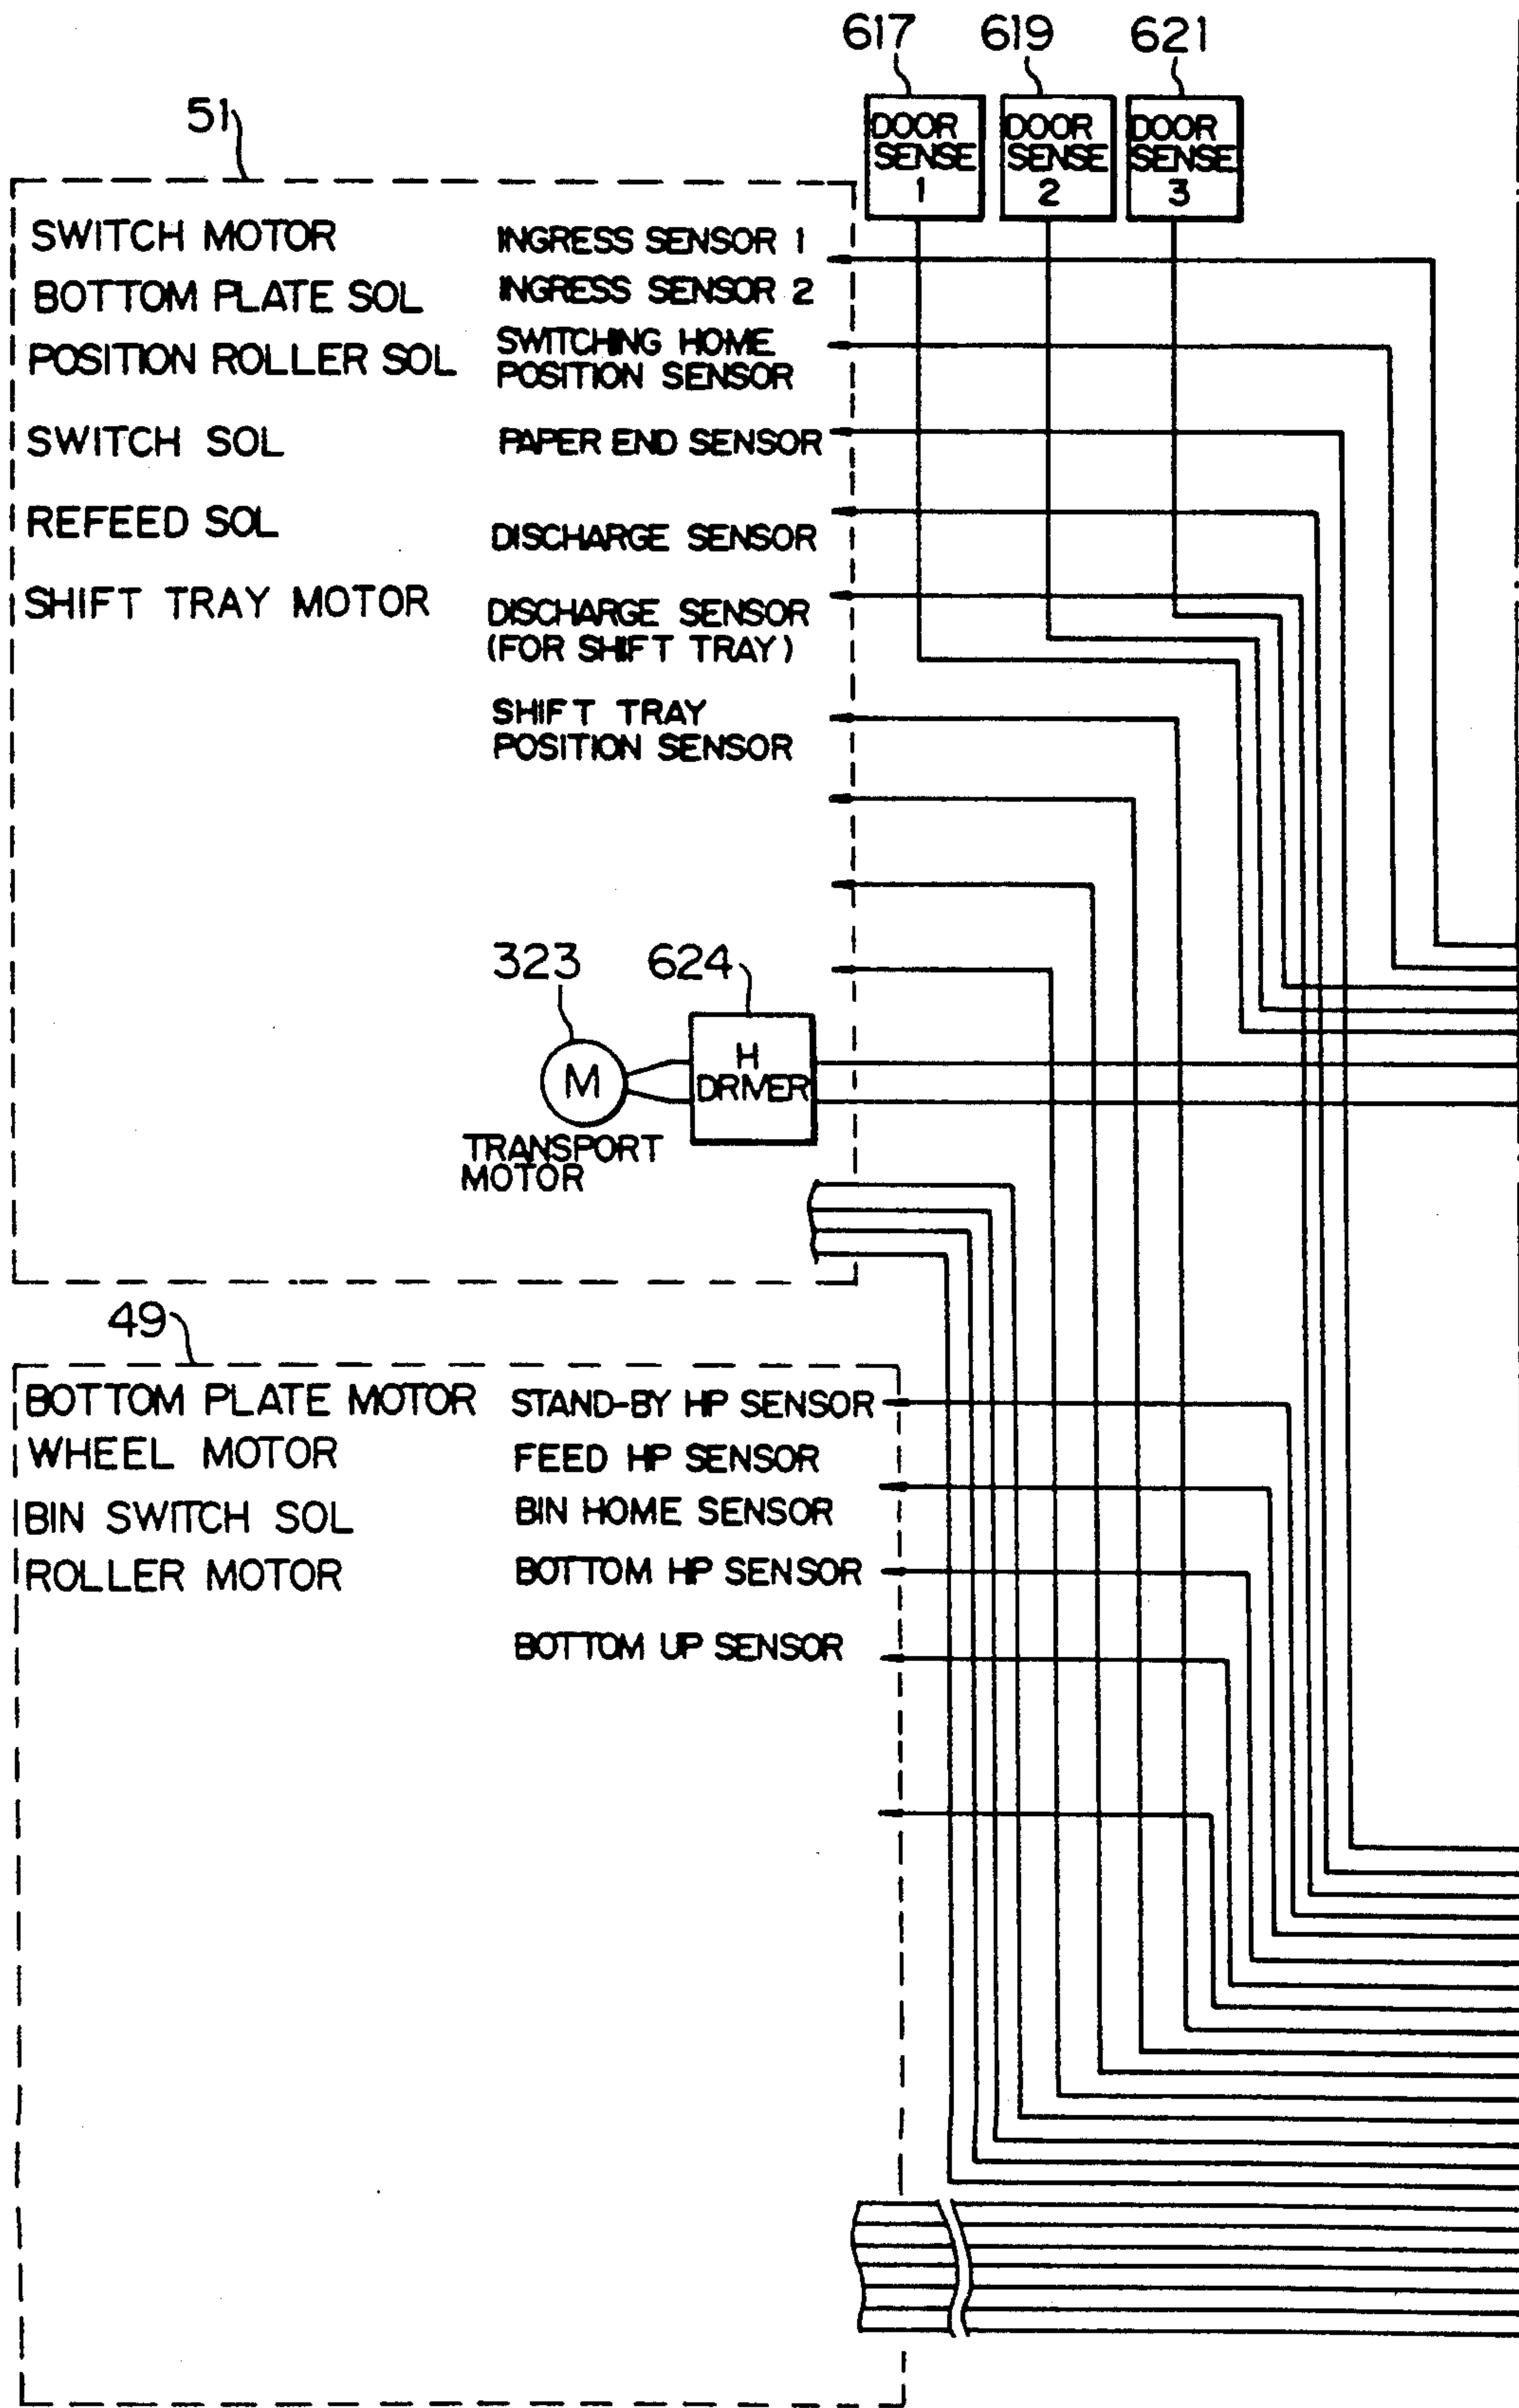 617 619 621
DOOR SENSE 1
DOOR SENSE 2
DOOR SENSE 3
51
SWITCH MOTOR
BOTTOM PLATE SOL
POSITION ROLLER SOL
SWITCH SOL
REFEED SOL
SHIFT TRAY MOTOR
INGRESS SENSOR 1
INGRESS SENSOR 2
SWITCHING HOME
POSITION SENSOR
PAPER END SENSOR
DISCHARGE SENSOR
DISCHARGE SENSOR
(FOR SHIFT TRAY)
SHIFT TRAY
POSITION SENSOR
323 624
M
H
DRIVER
TRANSPORT
MOTOR
49
BOTTOM PLATE MOTOR
WHEEL MOTOR
BIN SWITCH SOL
ROLLER MOTOR
STAND-BY HP SENSOR
FEED HP SENSOR
BIN HOME SENSOR
BOTTOM HP SENSOR
BOTTOM UP SENSOR